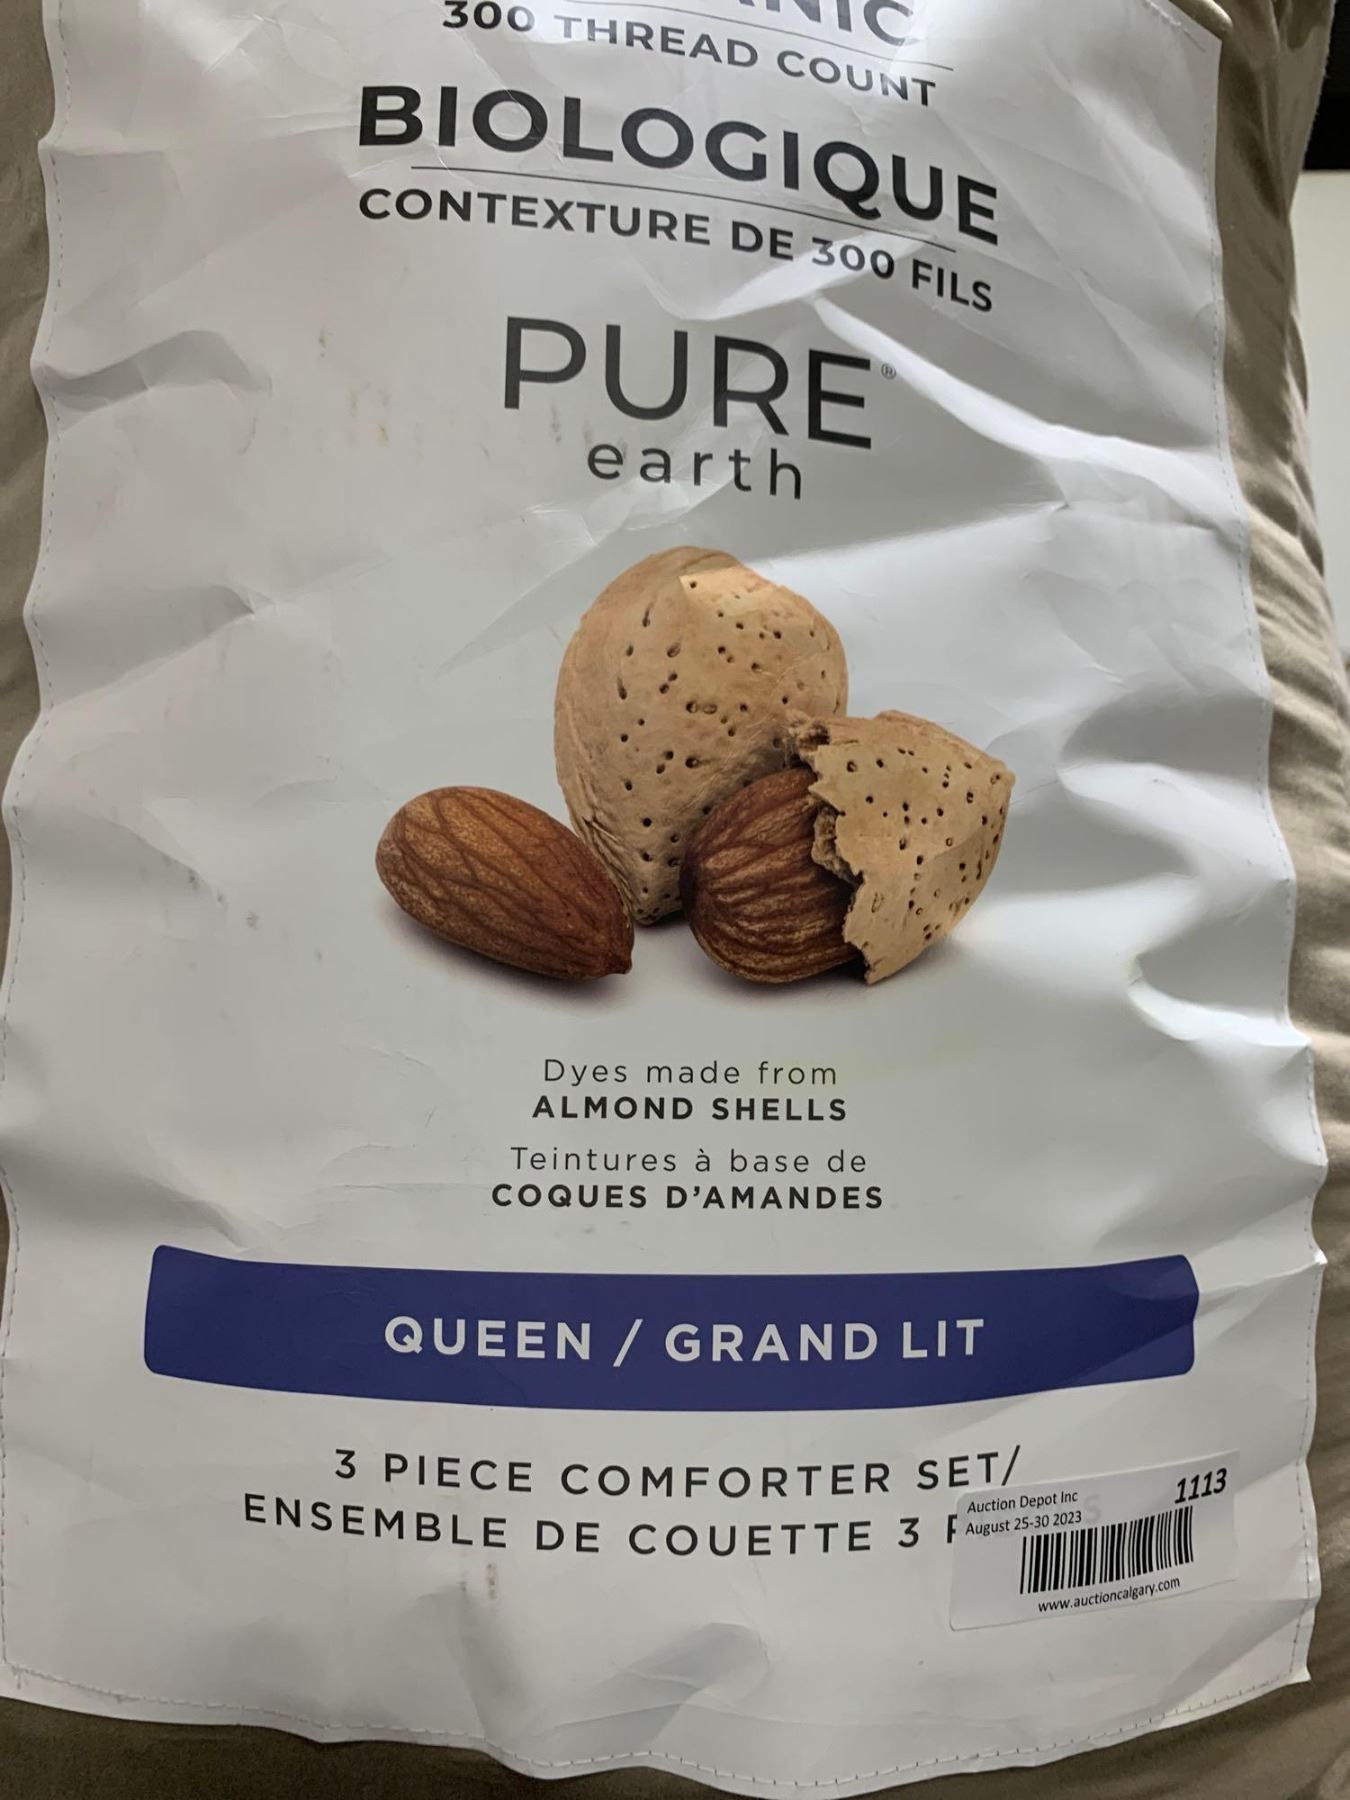 300 THREAD COUNT
BIOLOGIQUE
CONTEXTURE DE 300 FILS
PURE®
earth
Dyes made from
ALMOND SHELLS
Teintures à base de
COQUES D'AMANDES
QUEEN / GRAND LIT
3 PIECE COMFORTER SET/
ENSEMBLE DE COUETTE 3
Auction Depot Inc
1113
August 25-30 2023
www.auctioncalgary.com